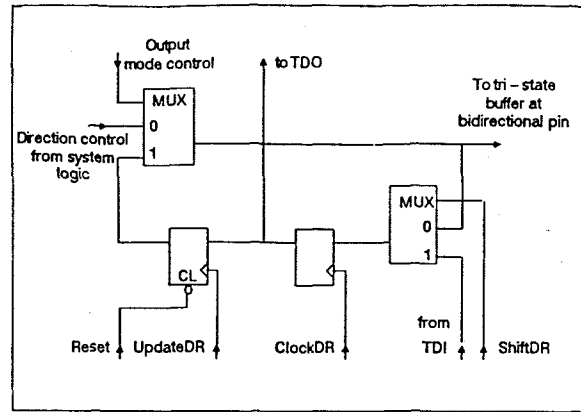 Output
mode control
to TDO
To tri – state
buffer at
bidirectional pin
MUX
0
1
Direction control
from system
logic
MUX
0
1
CL
from
Reset
UpdateDR
ClockDR
TDI
ShiftDR